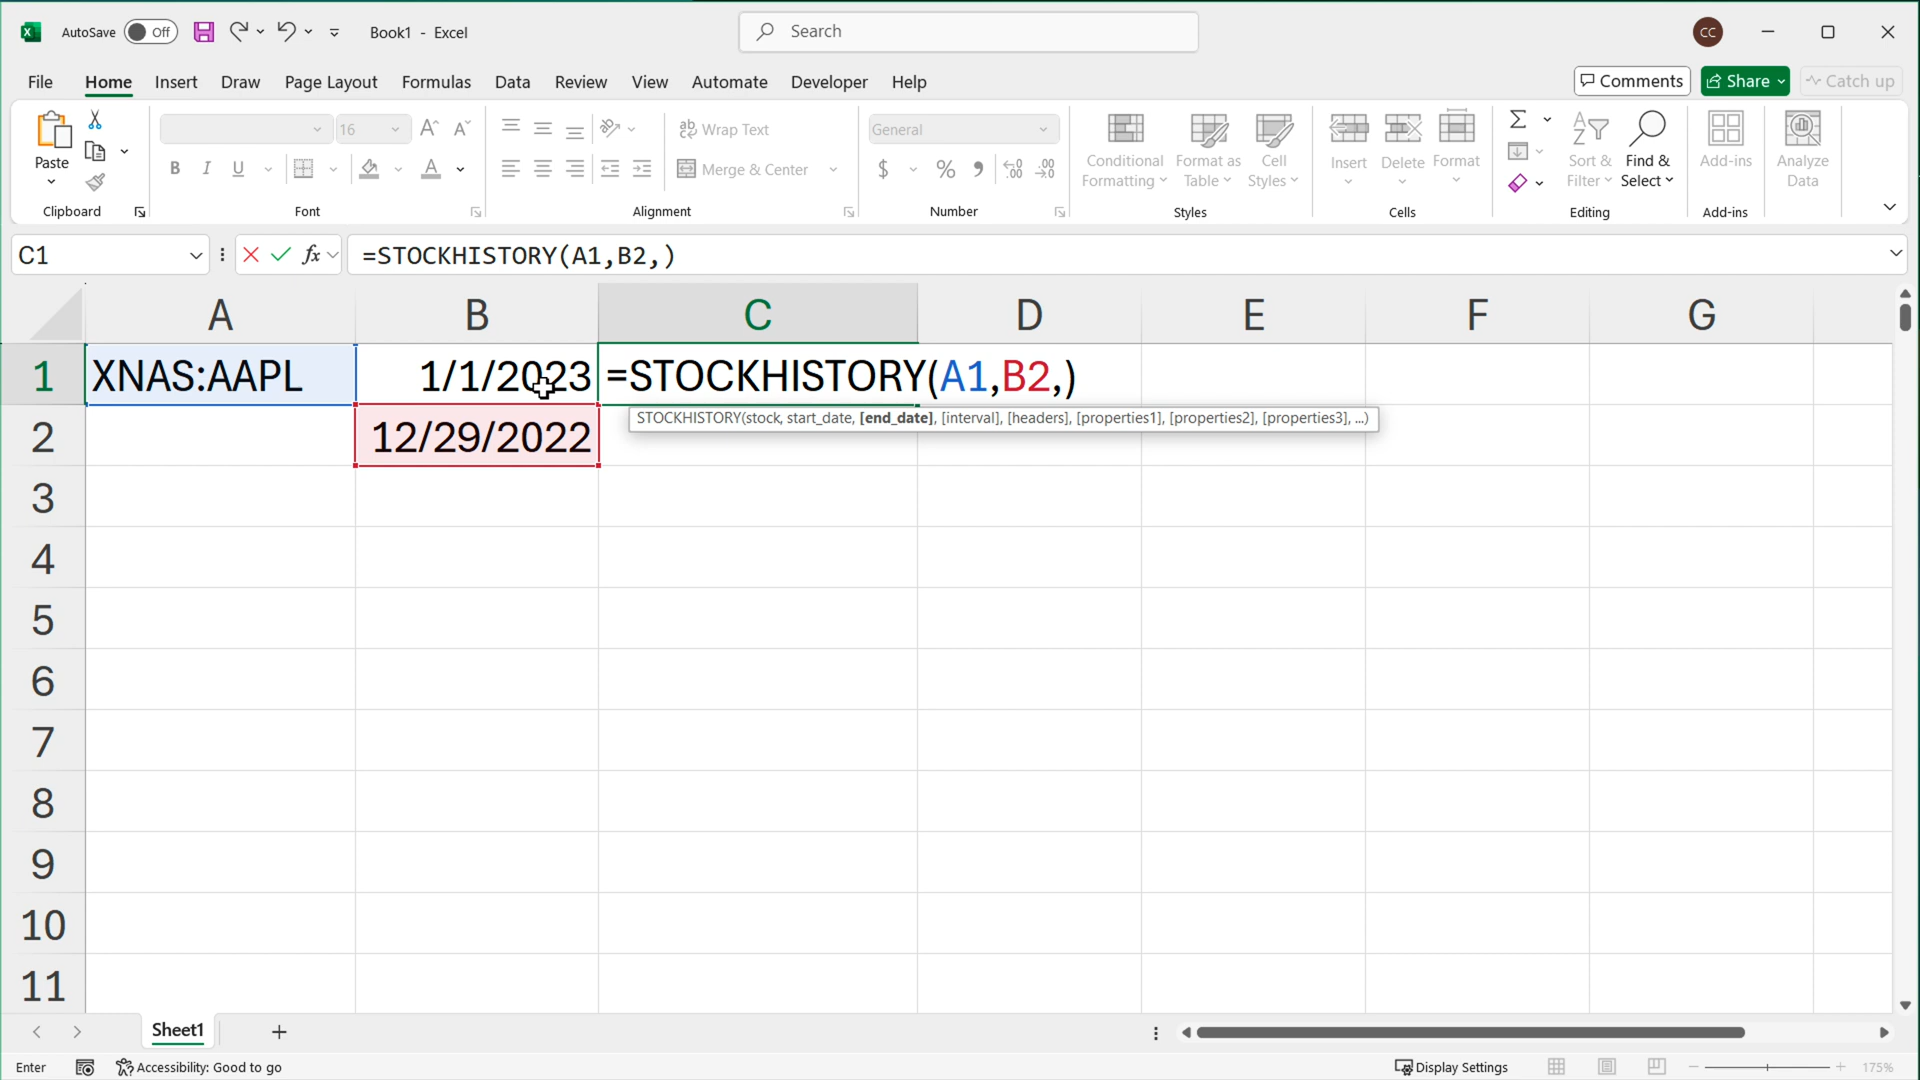 AutoSave Off Book1 - Excel Search CC
File Home Insert Draw Page Layout Formulas Data Review View Automate Developer Help Comments Share Catch up
Paste
Clipboard
16
B I U A
Font
Wrap Text
Merge & Center
Alignment
General
$ % 9
Number
Conditional Formatting
Format as Table
Cell Styles
Styles
Insert
Delete
Format
Cells
Sort & Filter
Find & Select
Editing
Add-ins
Add-ins
Analyze Data
C1 fx =STOCKHISTORY(A1,B2,)
A B C D E F G
1 XNAS:AAPL 1/1/2023 =STOCKHISTORY(A1,B2,)
STOCKHISTORY(stock, start_date, [end_date], [interval], [headers], [properties1], [properties2], [properties3], ...)
2 12/29/2022
3
4
5
6
7
8
9
10
11
Sheet1
Enter Accessibility: Good to go Display Settings 175%